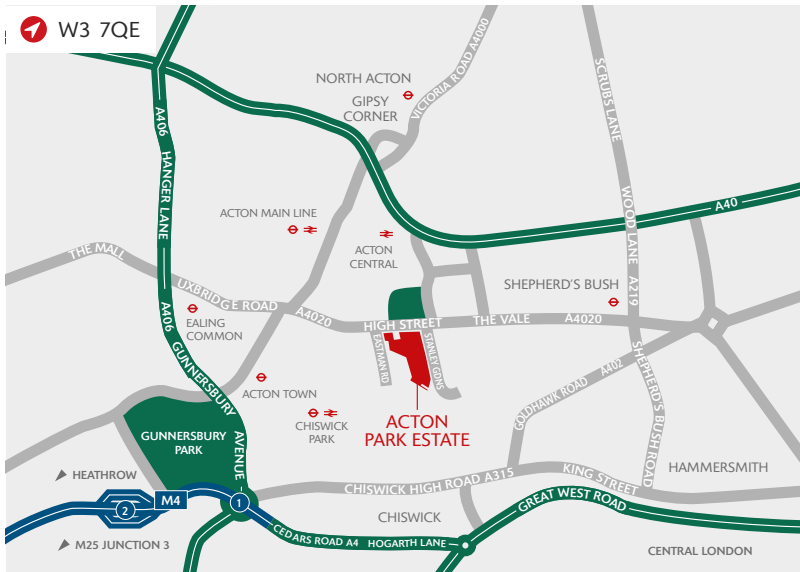 W3 7QE
NORTH ACTON
GIPSY
CORNER
VICTORIA ROAD A4000
SCRUBS LANE
A406
HANGER LANE
A406
GUNNERSBURY
AVENUE
ACTON MAIN LINE
ACTON
CENTRAL
WOOD LANE
A219
A40
THE MALL
UXBRIDGE ROAD
A4020
HIGH STREET
THE VALE
A4020
SHEPHERD'S BUSH
EALING
COMMON
EASTMAN RD
STANLEY GDNS
SHEPHERD'S BUSH ROAD
GOLDHAWK ROAD
A402
ACTON TOWN
CHISWICK
PARK
ACTON
PARK ESTATE
GUNNERSBURY
PARK
HEATHROW
M4
2
1
CHISWICK HIGH ROAD A315
KING STREET
HAMMERSMITH
CHISWICK
GREAT WEST ROAD
CEDARS ROAD A4
HOGARTH LANE
M25 JUNCTION 3
CENTRAL LONDON